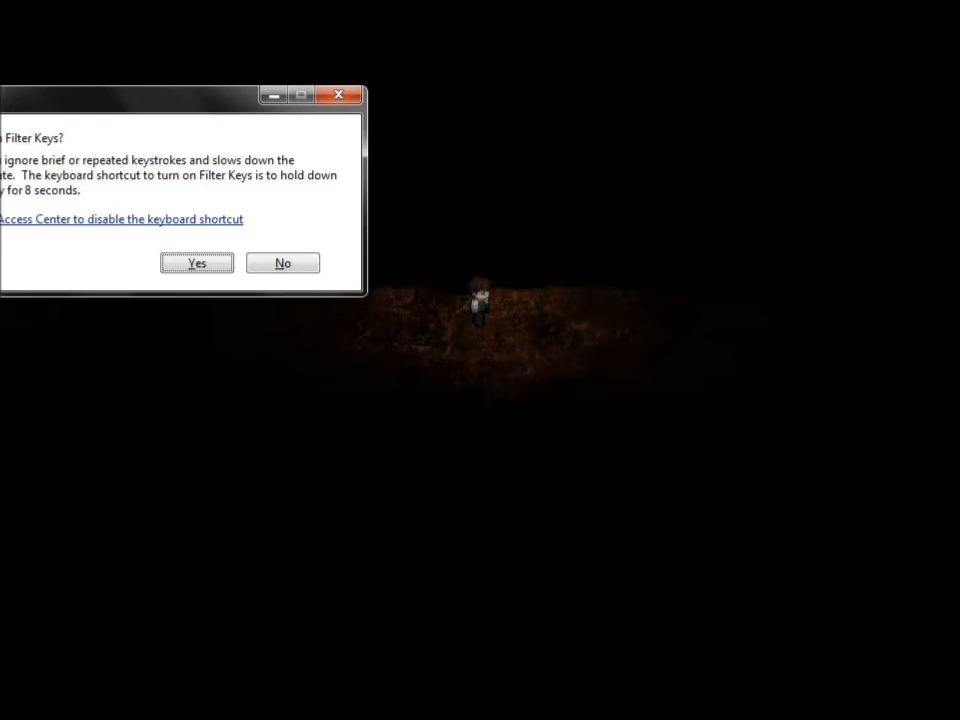 Filter Keys?
ignore brief or repeated keystrokes and slows down the
The keyboard shortcut to turn on Filter Keys is to hold down
for 8 seconds.
Access Center to disable the keyboard shortcut
Yes No